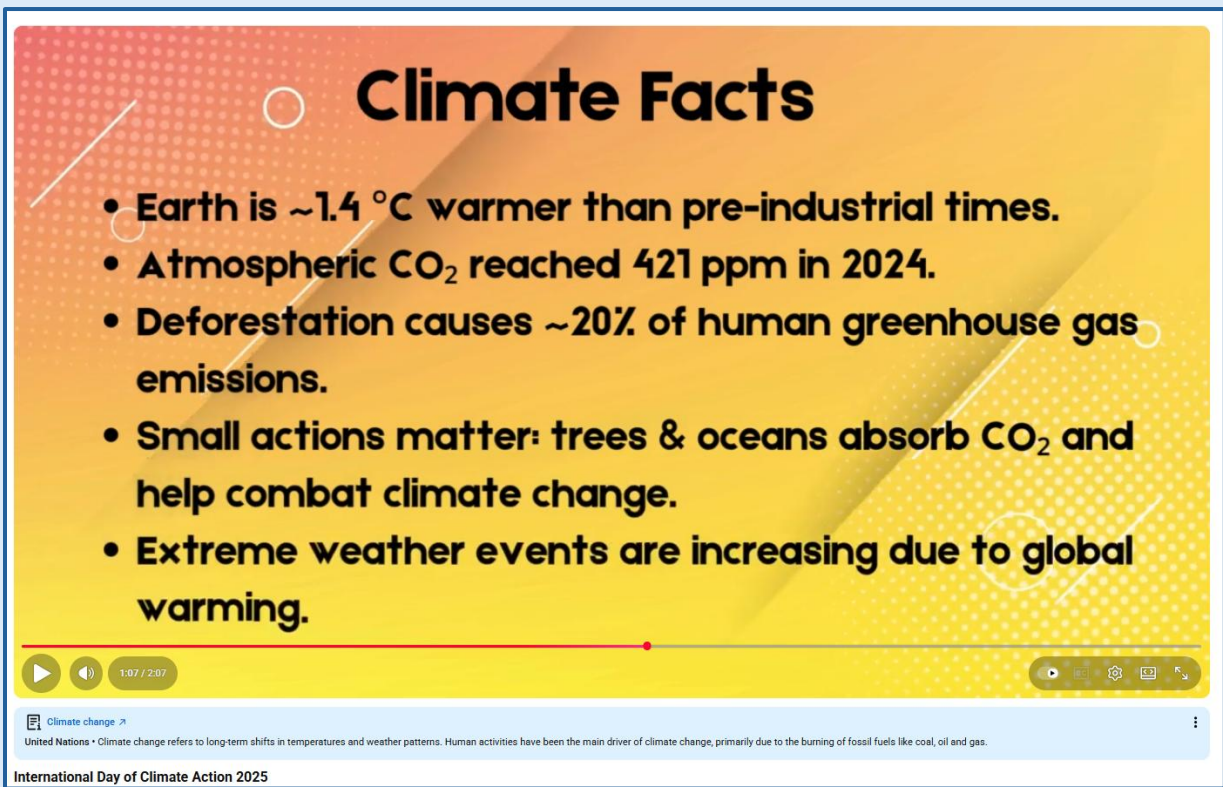 Climate Facts
• Earth is ~1.4 °C warmer than pre-industrial times.
• Atmospheric CO₂ reached 421 ppm in 2024.
• Deforestation causes ~20% of human greenhouse gas
emissions.
• Small actions matter: trees & oceans absorb CO₂ and
help combat climate change.
• Extreme weather events are increasing due to global
warming.
1:07 / 2:07
Climate change ↗
United Nations • Climate change refers to long-term shifts in temperatures and weather patterns. Human activities have been the main driver of climate change, primarily due to the burning of fossil fuels like coal, oil and gas.
International Day of Climate Action 2025